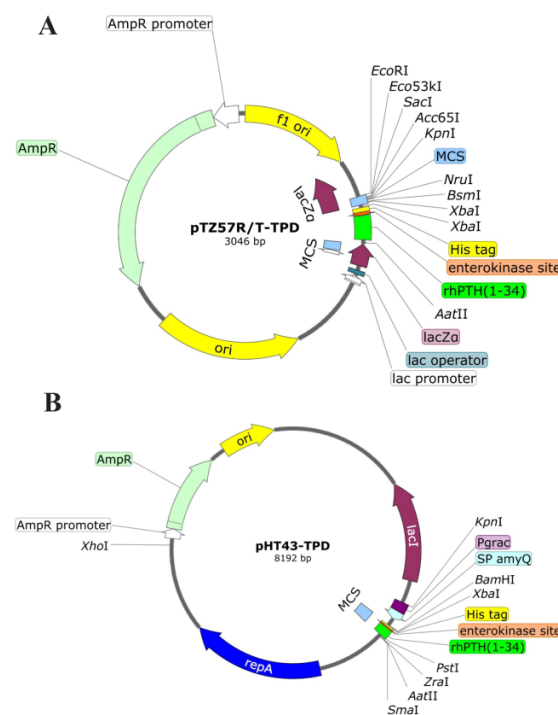 A
AmpR promoter
EcoRI
Eco53kI
SacI
Acc65I
KpnI
MCS
NruI
BsmI
XbaI
XbaI
His tag
enterokinase site
rhPTH(1-34)
AatII
lacZα
lac operator
lac promoter
f1 ori
AmpR
lacZα
pTZ57R/T-TPD
3046 bp
MCS
ori
B
ori
AmpR
AmpR promoter
XhoI
pHT43-TPD
8192 bp
lacI
KpnI
Pgrac
SP amyQ
BamHI
XbaI
His tag
enterokinase site
rhPTH(1-34)
PstI
ZraI
AatII
SmaI
MCS
repA